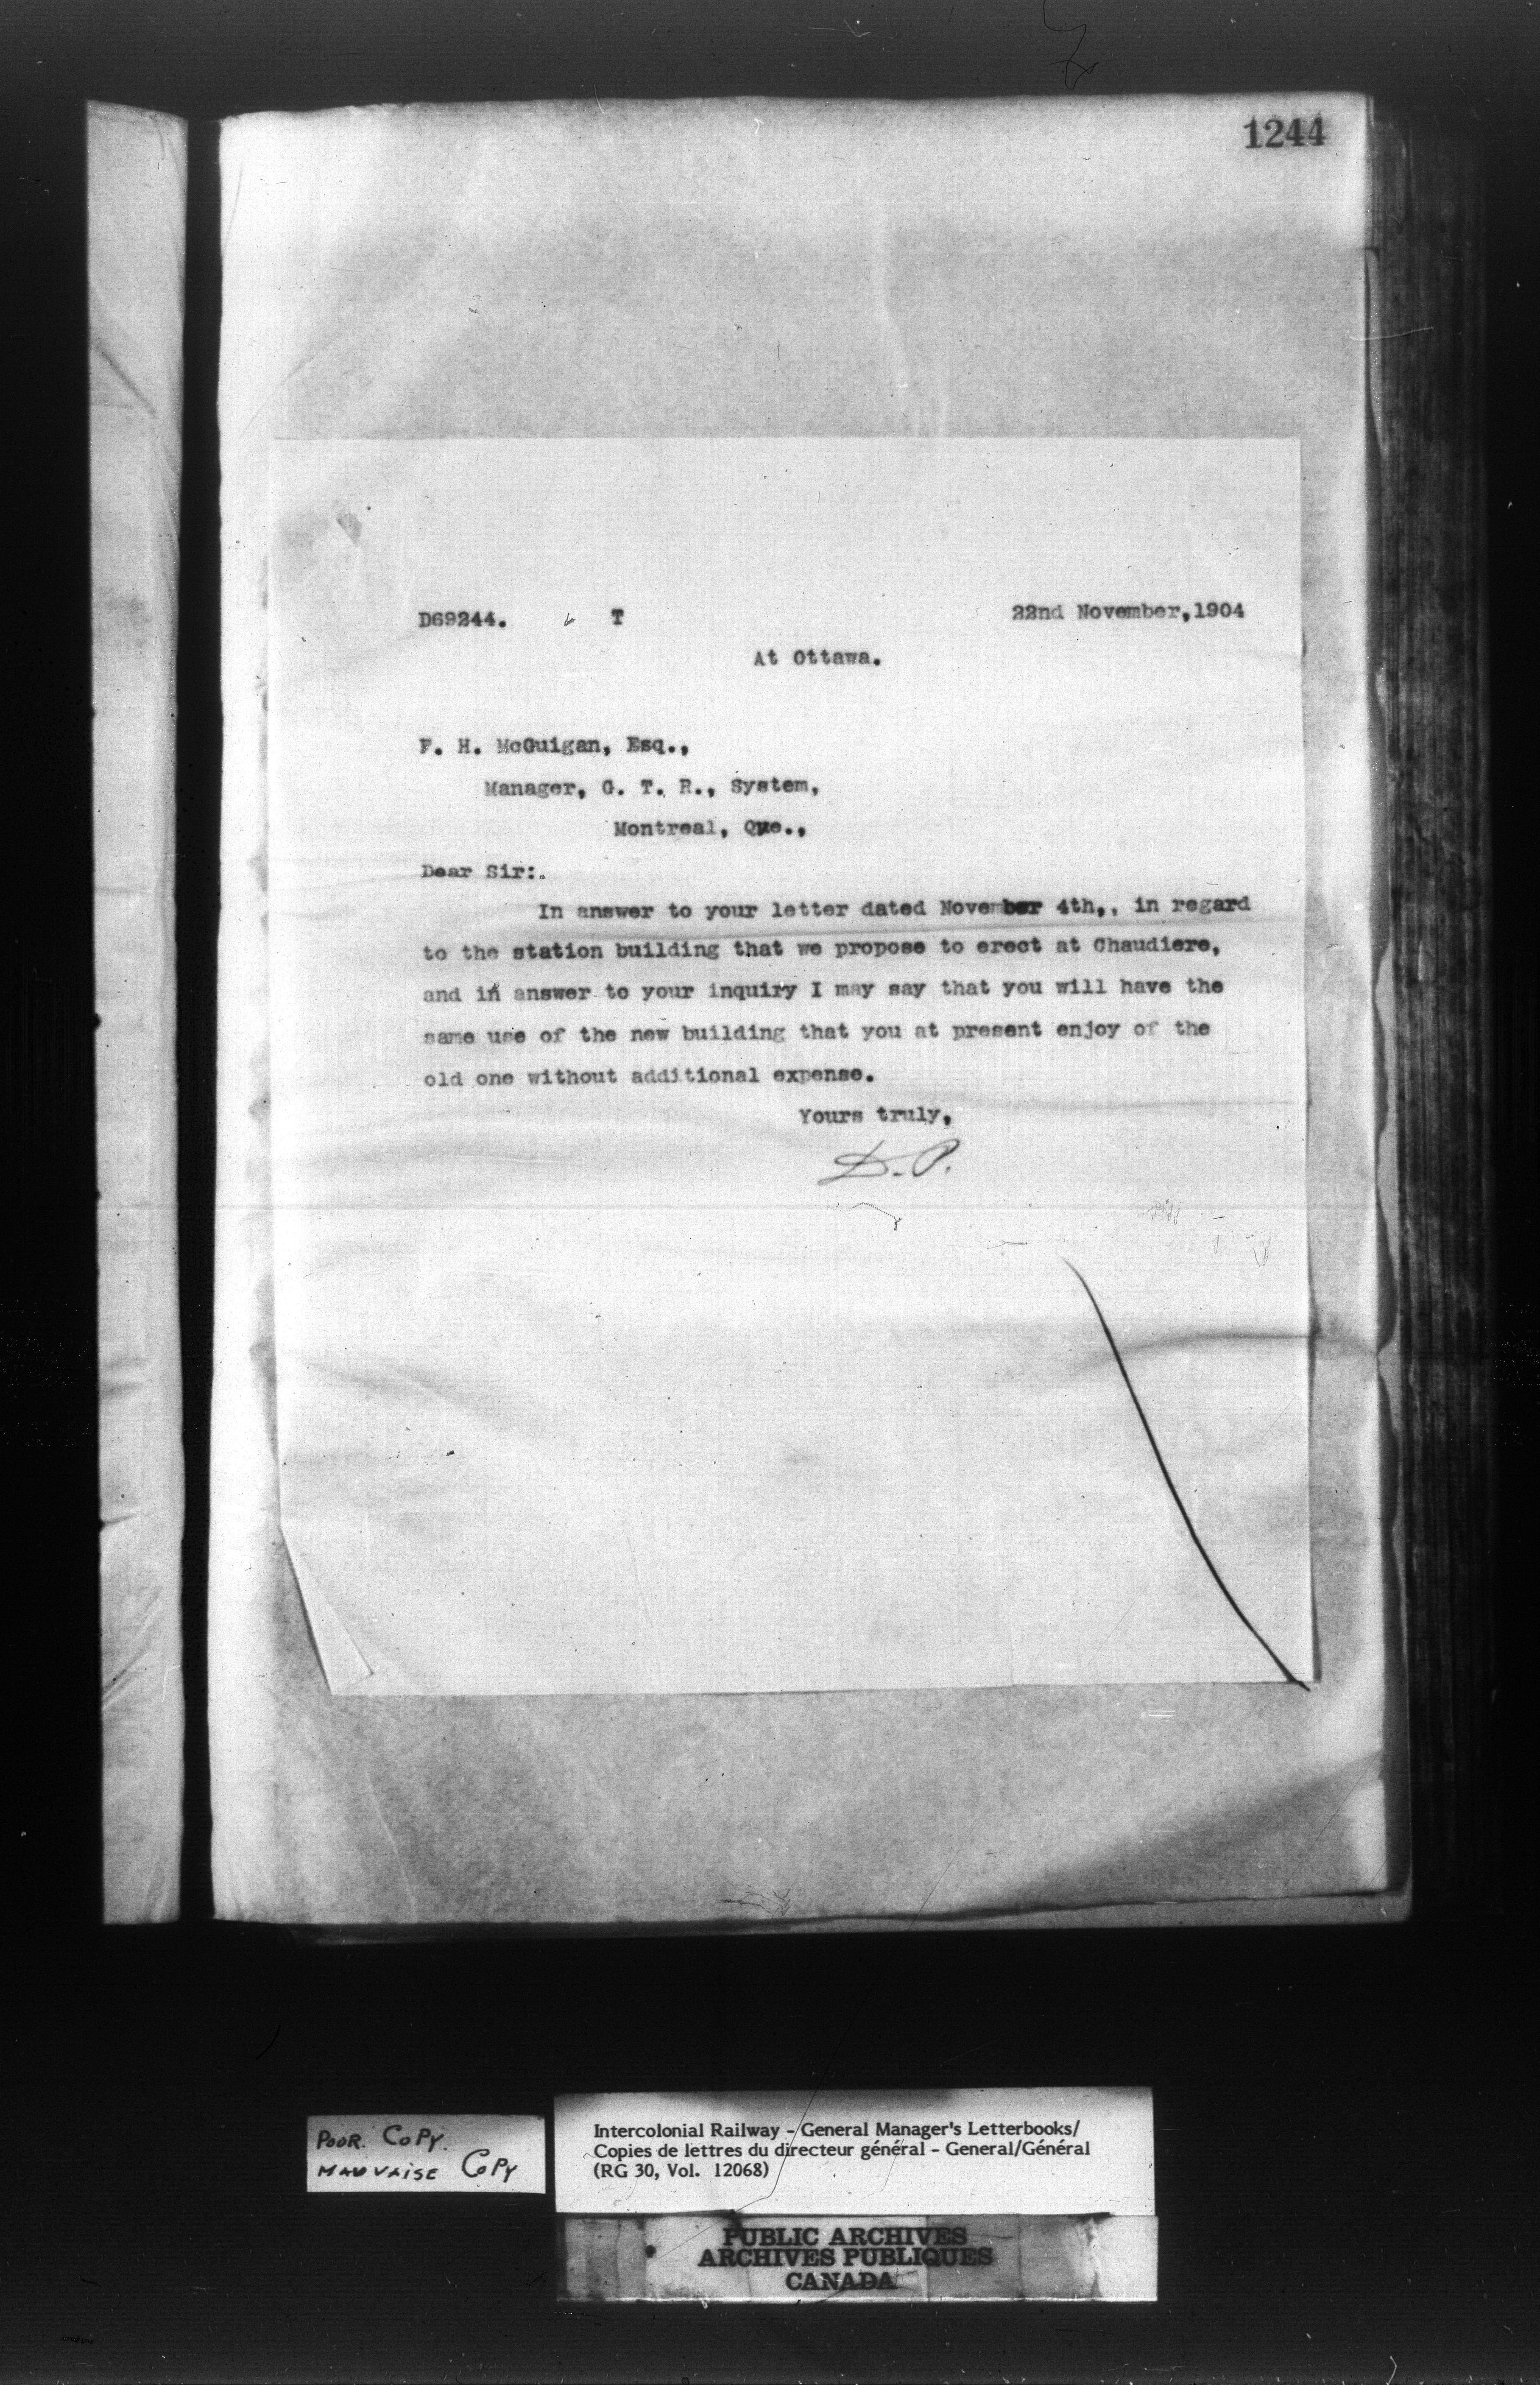 1244
D69244. T 22nd November,1904
At Ottawa.
F. H. McGuigan, Esq.,
Manager, G. T. R., System,
Montreal, Que.,
Dear Sir:.
In answer to your letter dated November 4th,, in regard
to the station building that we propose to erect at Chaudiere,
and in answer to your inquiry I may say that you will have the
same use of the new building that you at present enjoy of the
old one without additional expense.
Yours truly,
D.P.
POOR. COPY.
MAUVAISE COPY
Intercolonial Railway - General Manager's Letterbooks/
Copies de lettres du directeur général - General/Général
(RG 30, Vol. 12068)
PUBLIC ARCHIVES
ARCHIVES PUBLIQUES
CANADA